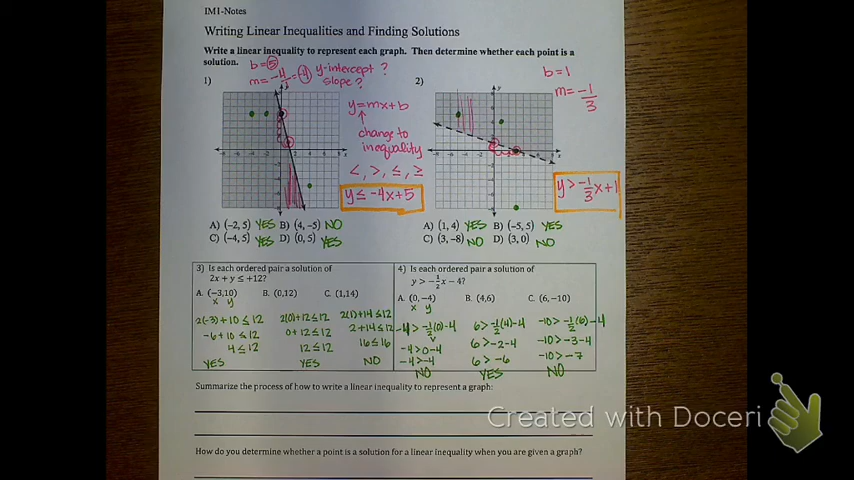 IM1-Notes
Writing Linear Inequalities and Finding Solutions
Write a linear inequality to represent each graph. Then determine whether each point is a
solution.
b = 5
m = -4/1 = -4
y-intercept ?
slope ?
1)
y = mx + b
change to
inequality
<, >, ≤, ≥
y ≤ -4x+5
A) (−2, 5) YES B) (4, −5) NO
C) (−4, 5) YES D) (0, 5) YES
2)
b = 1
m = -1/3
y > -1/3x+1
A) (1, 4) YES B) (−5, 5) YES
C) (3, −8) NO D) (3, 0) NO
3) Is each ordered pair a solution of
2x + y ≤ +12?
A. (−3,10) B. (0,12) C. (1,14)
x y
2(-3)+10 ≤ 12
-6+10 ≤ 12
4 ≤ 12
YES
2(0)+12 ≤ 12
0+12 ≤ 12
12 ≤ 12
YES
2(1)+14 ≤ 12
2+14 ≤ 12
16 ≤ 16
NO
4) Is each ordered pair a solution of
y > −1/2x − 4?
A. (0, −4) B. (4,6) C. (6, −10)
x y
-4 > -1/2(0)-4
-4 > 0-4
-4 > -4
NO
6 > -1/2(4)-4
6 > -2-4
6 > -6
YES
-10 > -1/2(6)-4
-10 > -3-4
-10 > -7
NO
Summarize the process of how to write a linear inequality to represent a graph:
Created with Doceri
How do you determine whether a point is a solution for a linear inequality when you are given a graph?